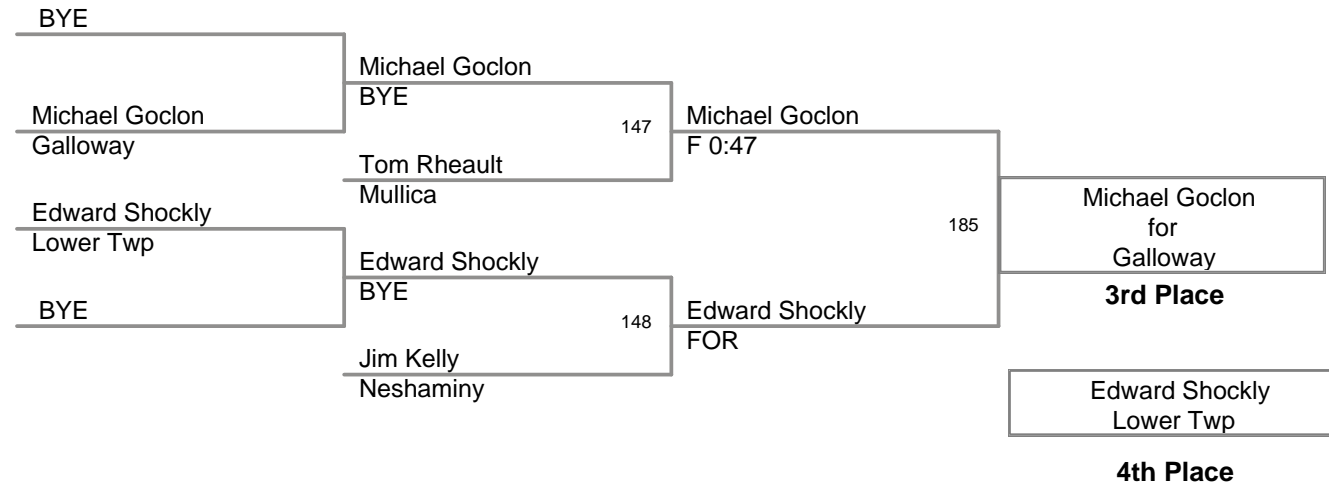 BYE
Michael Goclon
BYE
Michael Goclon
Galloway
147
Michael Goclon
F 0:47
Tom Rheault
Mullica
Edward Shockly
Lower Twp
185
Michael Goclon
for
Galloway
3rd Place
Edward Shockly
BYE
BYE
148
Edward Shockly
FOR
Jim Kelly
Neshaminy
Edward Shockly
Lower Twp
4th Place